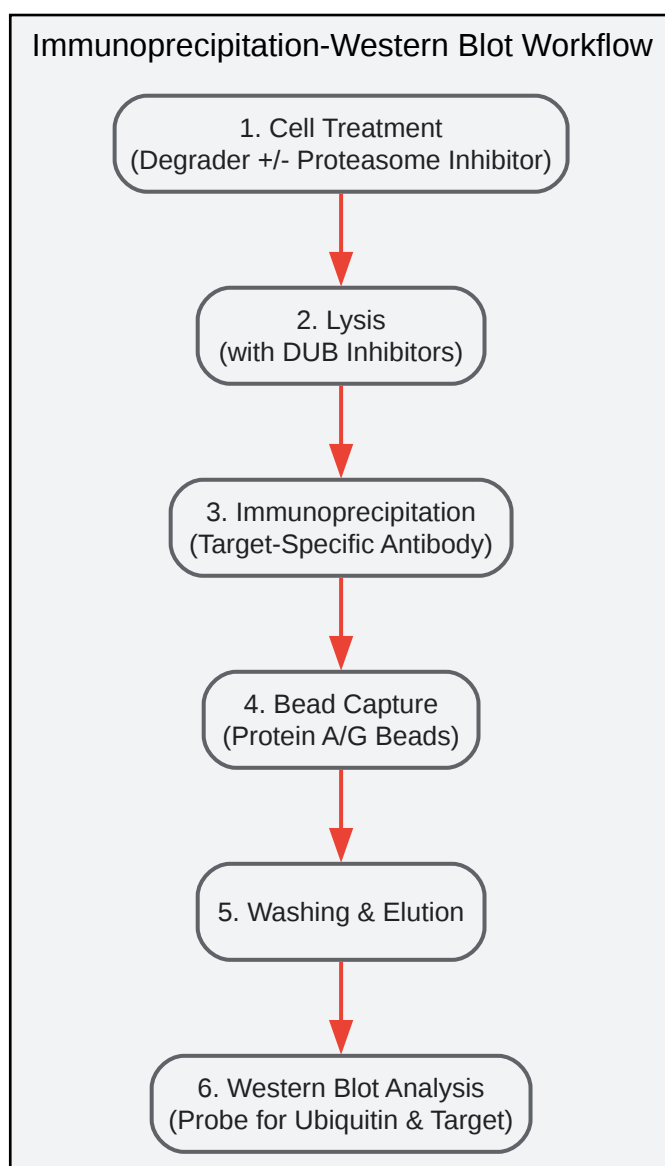 Immunoprecipitation-Western Blot Workflow
1. Cell Treatment
(Degrader +/- Proteasome Inhibitor)
2. Lysis
(with DUB Inhibitors)
3. Immunoprecipitation
(Target-Specific Antibody)
4. Bead Capture
(Protein A/G Beads)
5. Washing & Elution
6. Western Blot Analysis
(Probe for Ubiquitin & Target)